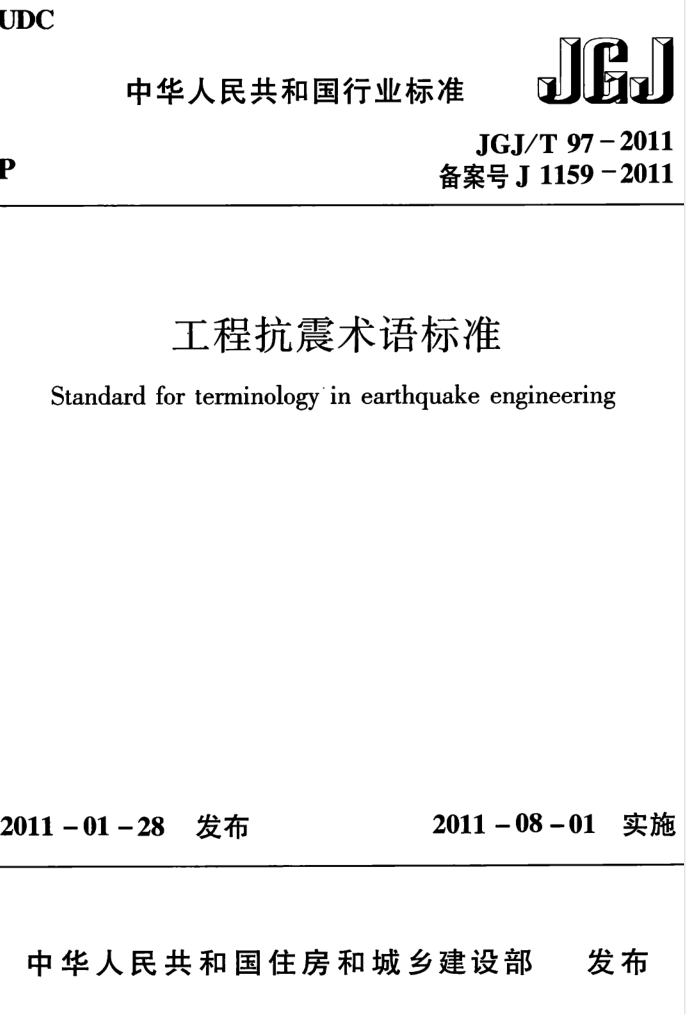 UDC
JGJ
中华人民共和国行业标准
JGJ/T 97-2011
P
备案号 J 1159-2011
工程抗震术语标准
Standard for terminology in earthquake engineering
2011-01-28 发布 2011-08-01 实施
中华人民共和国住房和城乡建设部 发布